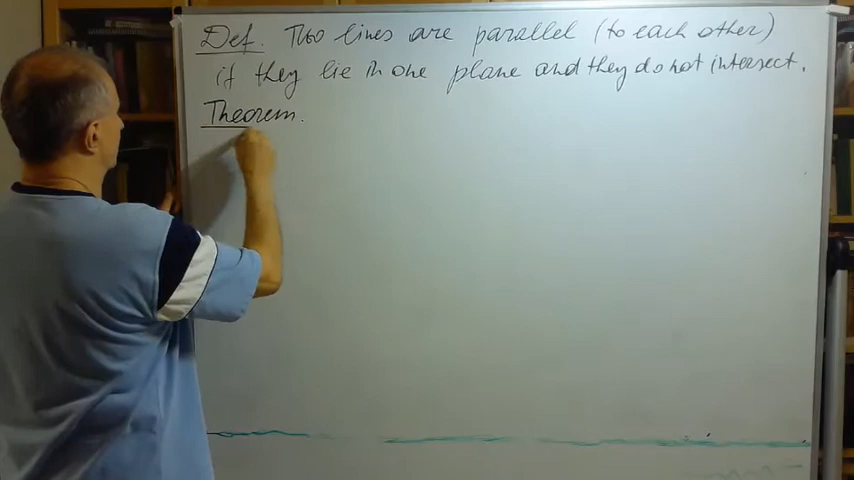 Def. Two lines are parallel (to each other)
if they lie in one plane and they do not intersect.
Theorem.